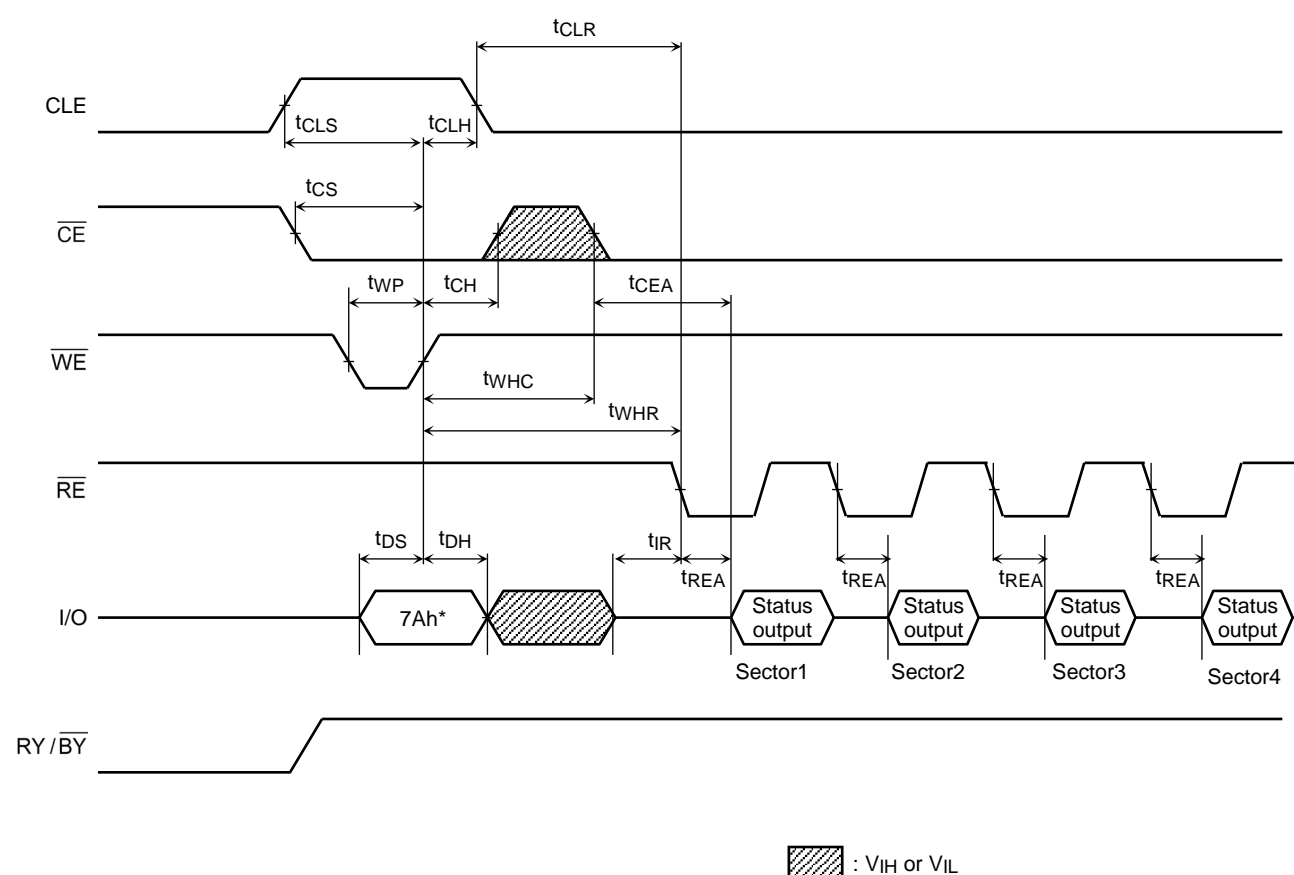 tCLR
CLE
tCLS
tCLH
tCS
CE
tWP
tCH
tCEA
WE
tWHC
tWHR
RE
tDS
tDH
tIR
tREA
tREA
tREA
tREA
I/O
7Ah*
Status
output
Status
output
Status
output
Status
output
Sector1
Sector2
Sector3
Sector4
RY/BY
: VIH or VIL